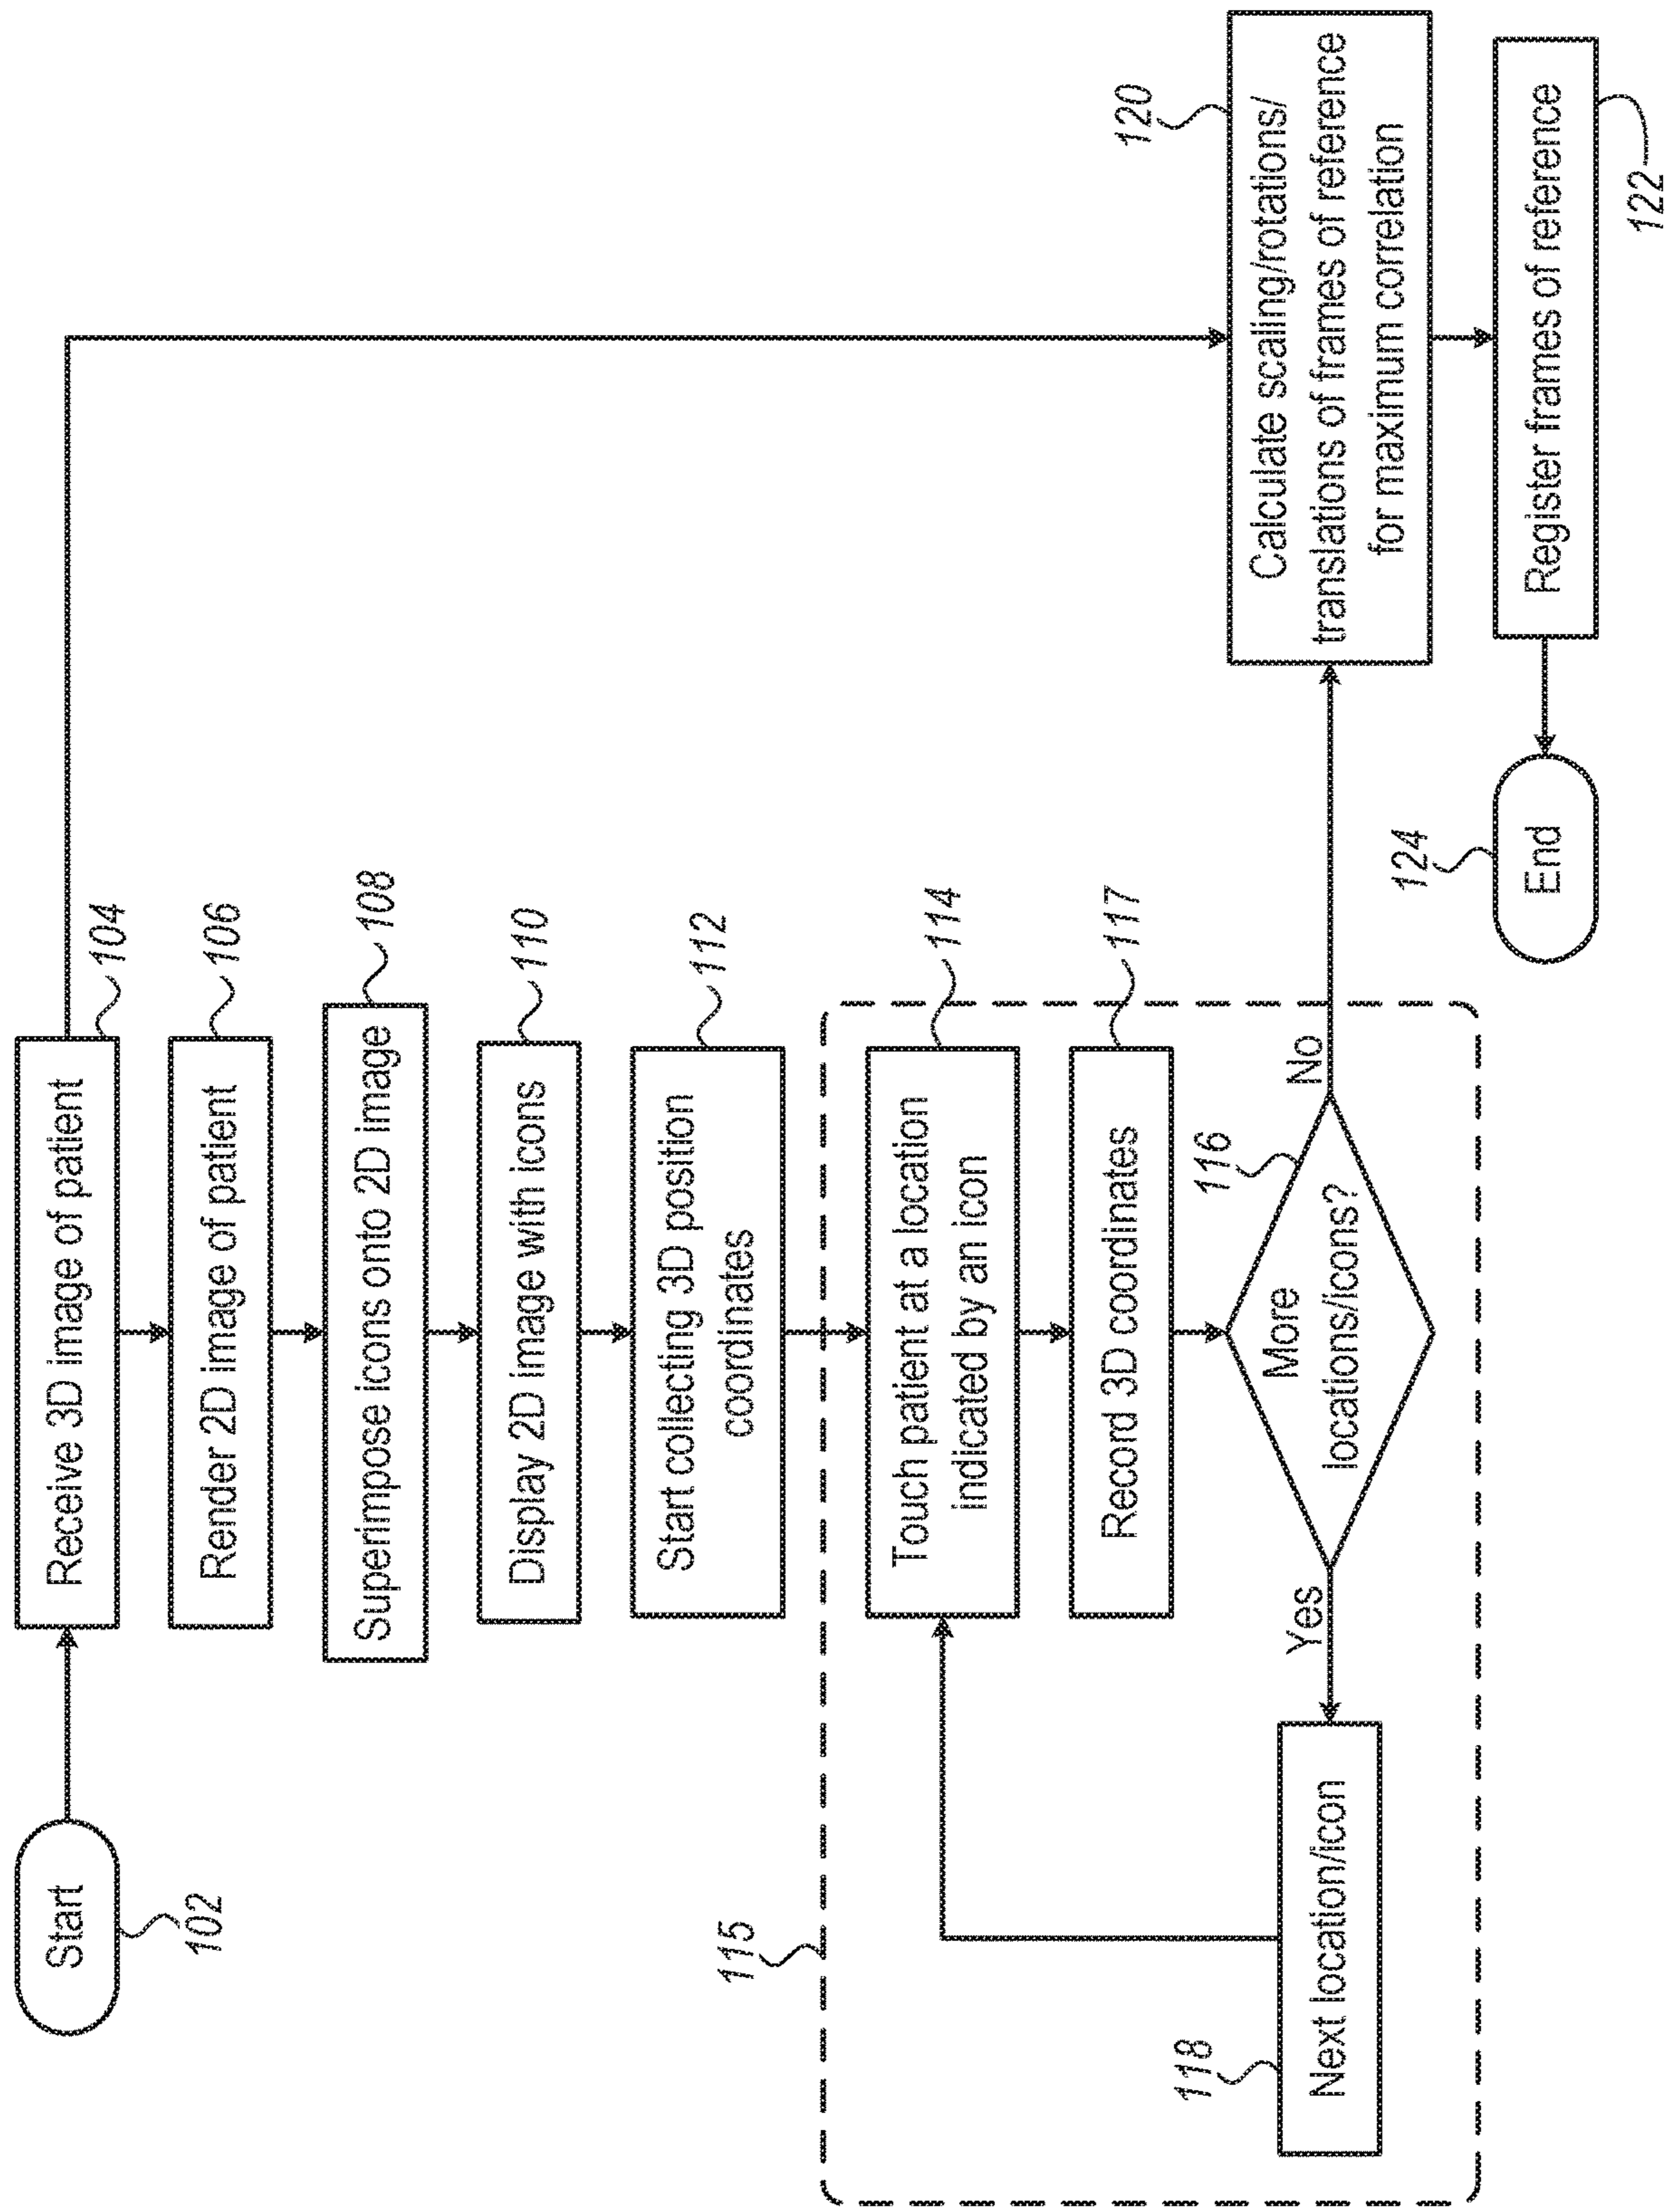 Start
102
Receive 3D image of patient
104
Render 2D image of patient
106
Superimpose icons onto 2D image
108
Display 2D image with icons
110
Start collecting 3D position
coordinates
112
115
Touch patient at a location
indicated by an icon
114
Record 3D coordinates
117
More
locations/icons?
116
Yes
No
Next location/icon
118
Calculate scaling/rotations/
translations of frames of reference
for maximum correlation
120
Register frames of reference
122
End
124